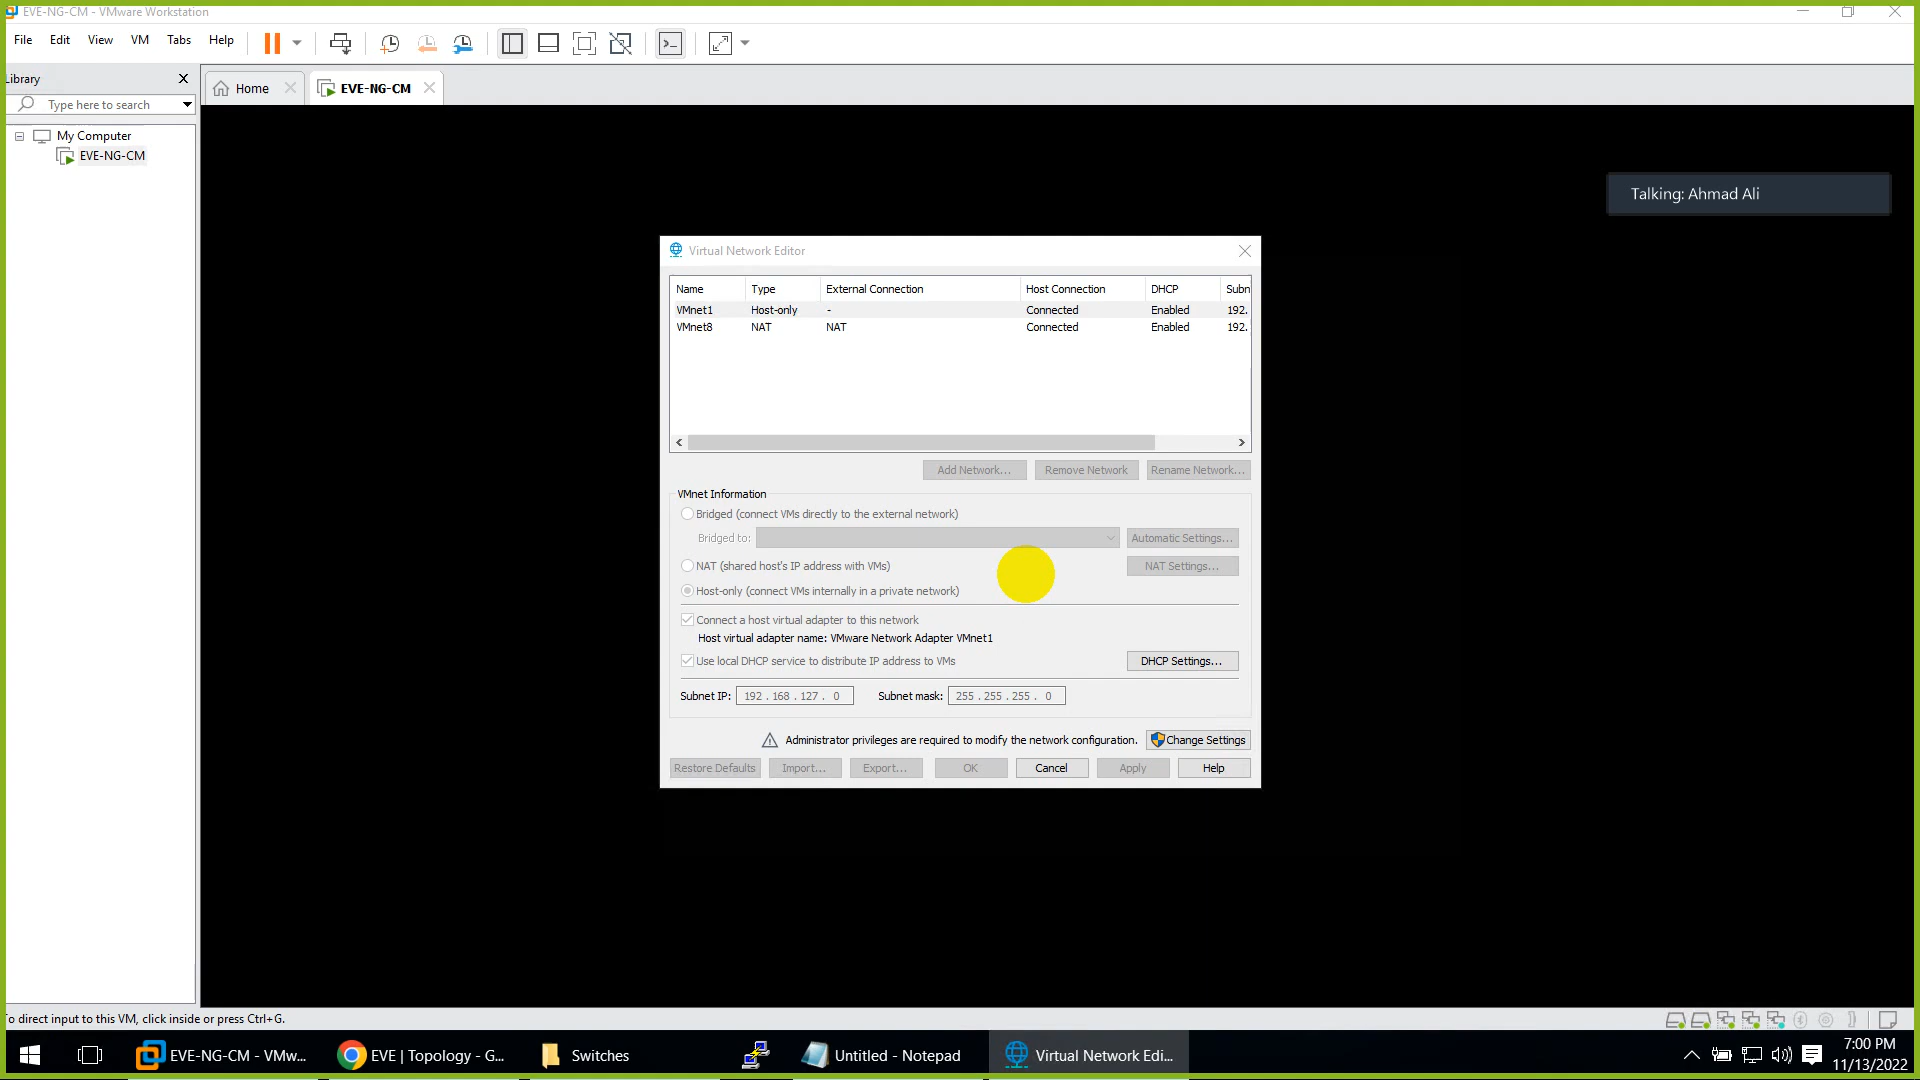 EVE-NG-CM - VMware Workstation
File Edit View VM Tabs Help
Library
Type here to search
My Computer
EVE-NG-CM
Home
EVE-NG-CM
Talking: Ahmad Ali
Virtual Network Editor
Name Type External Connection Host Connection DHCP Subn
VMnet1 Host-only - Connected Enabled 192.
VMnet8 NAT NAT Connected Enabled 192.
Add Network... Remove Network Rename Network...
VMnet Information
Bridged (connect VMs directly to the external network)
Bridged to: Automatic Settings...
NAT (shared host's IP address with VMs) NAT Settings...
Host-only (connect VMs internally in a private network)
Connect a host virtual adapter to this network
Host virtual adapter name: VMware Network Adapter VMnet1
Use local DHCP service to distribute IP address to VMs DHCP Settings...
Subnet IP: 192 . 168 . 127 . 0 Subnet mask: 255 . 255 . 255 . 0
Administrator privileges are required to modify the network configuration. Change Settings
Restore Defaults Import... Export... OK Cancel Apply Help
To direct input to this VM, click inside or press Ctrl+G.
EVE-NG-CM - VMw... EVE | Topology - G... Switches Untitled - Notepad Virtual Network Edi...
7:00 PM
11/13/2022